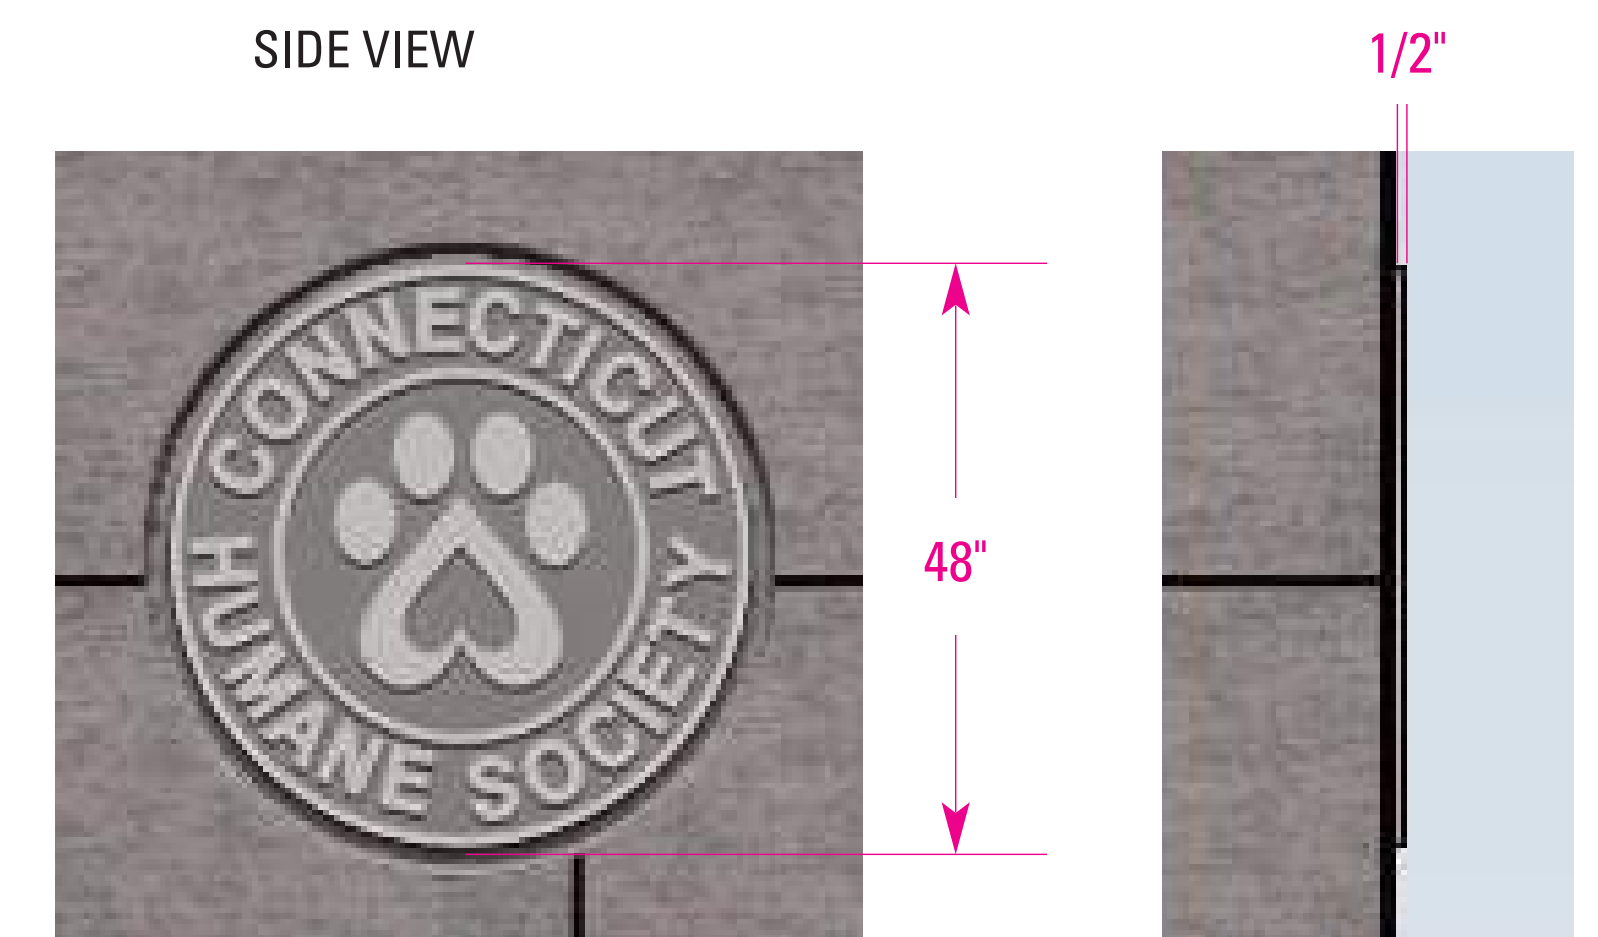 SIDE VIEW
1/2"
CONNECTICUT
48"
HUMANE SOCIETY